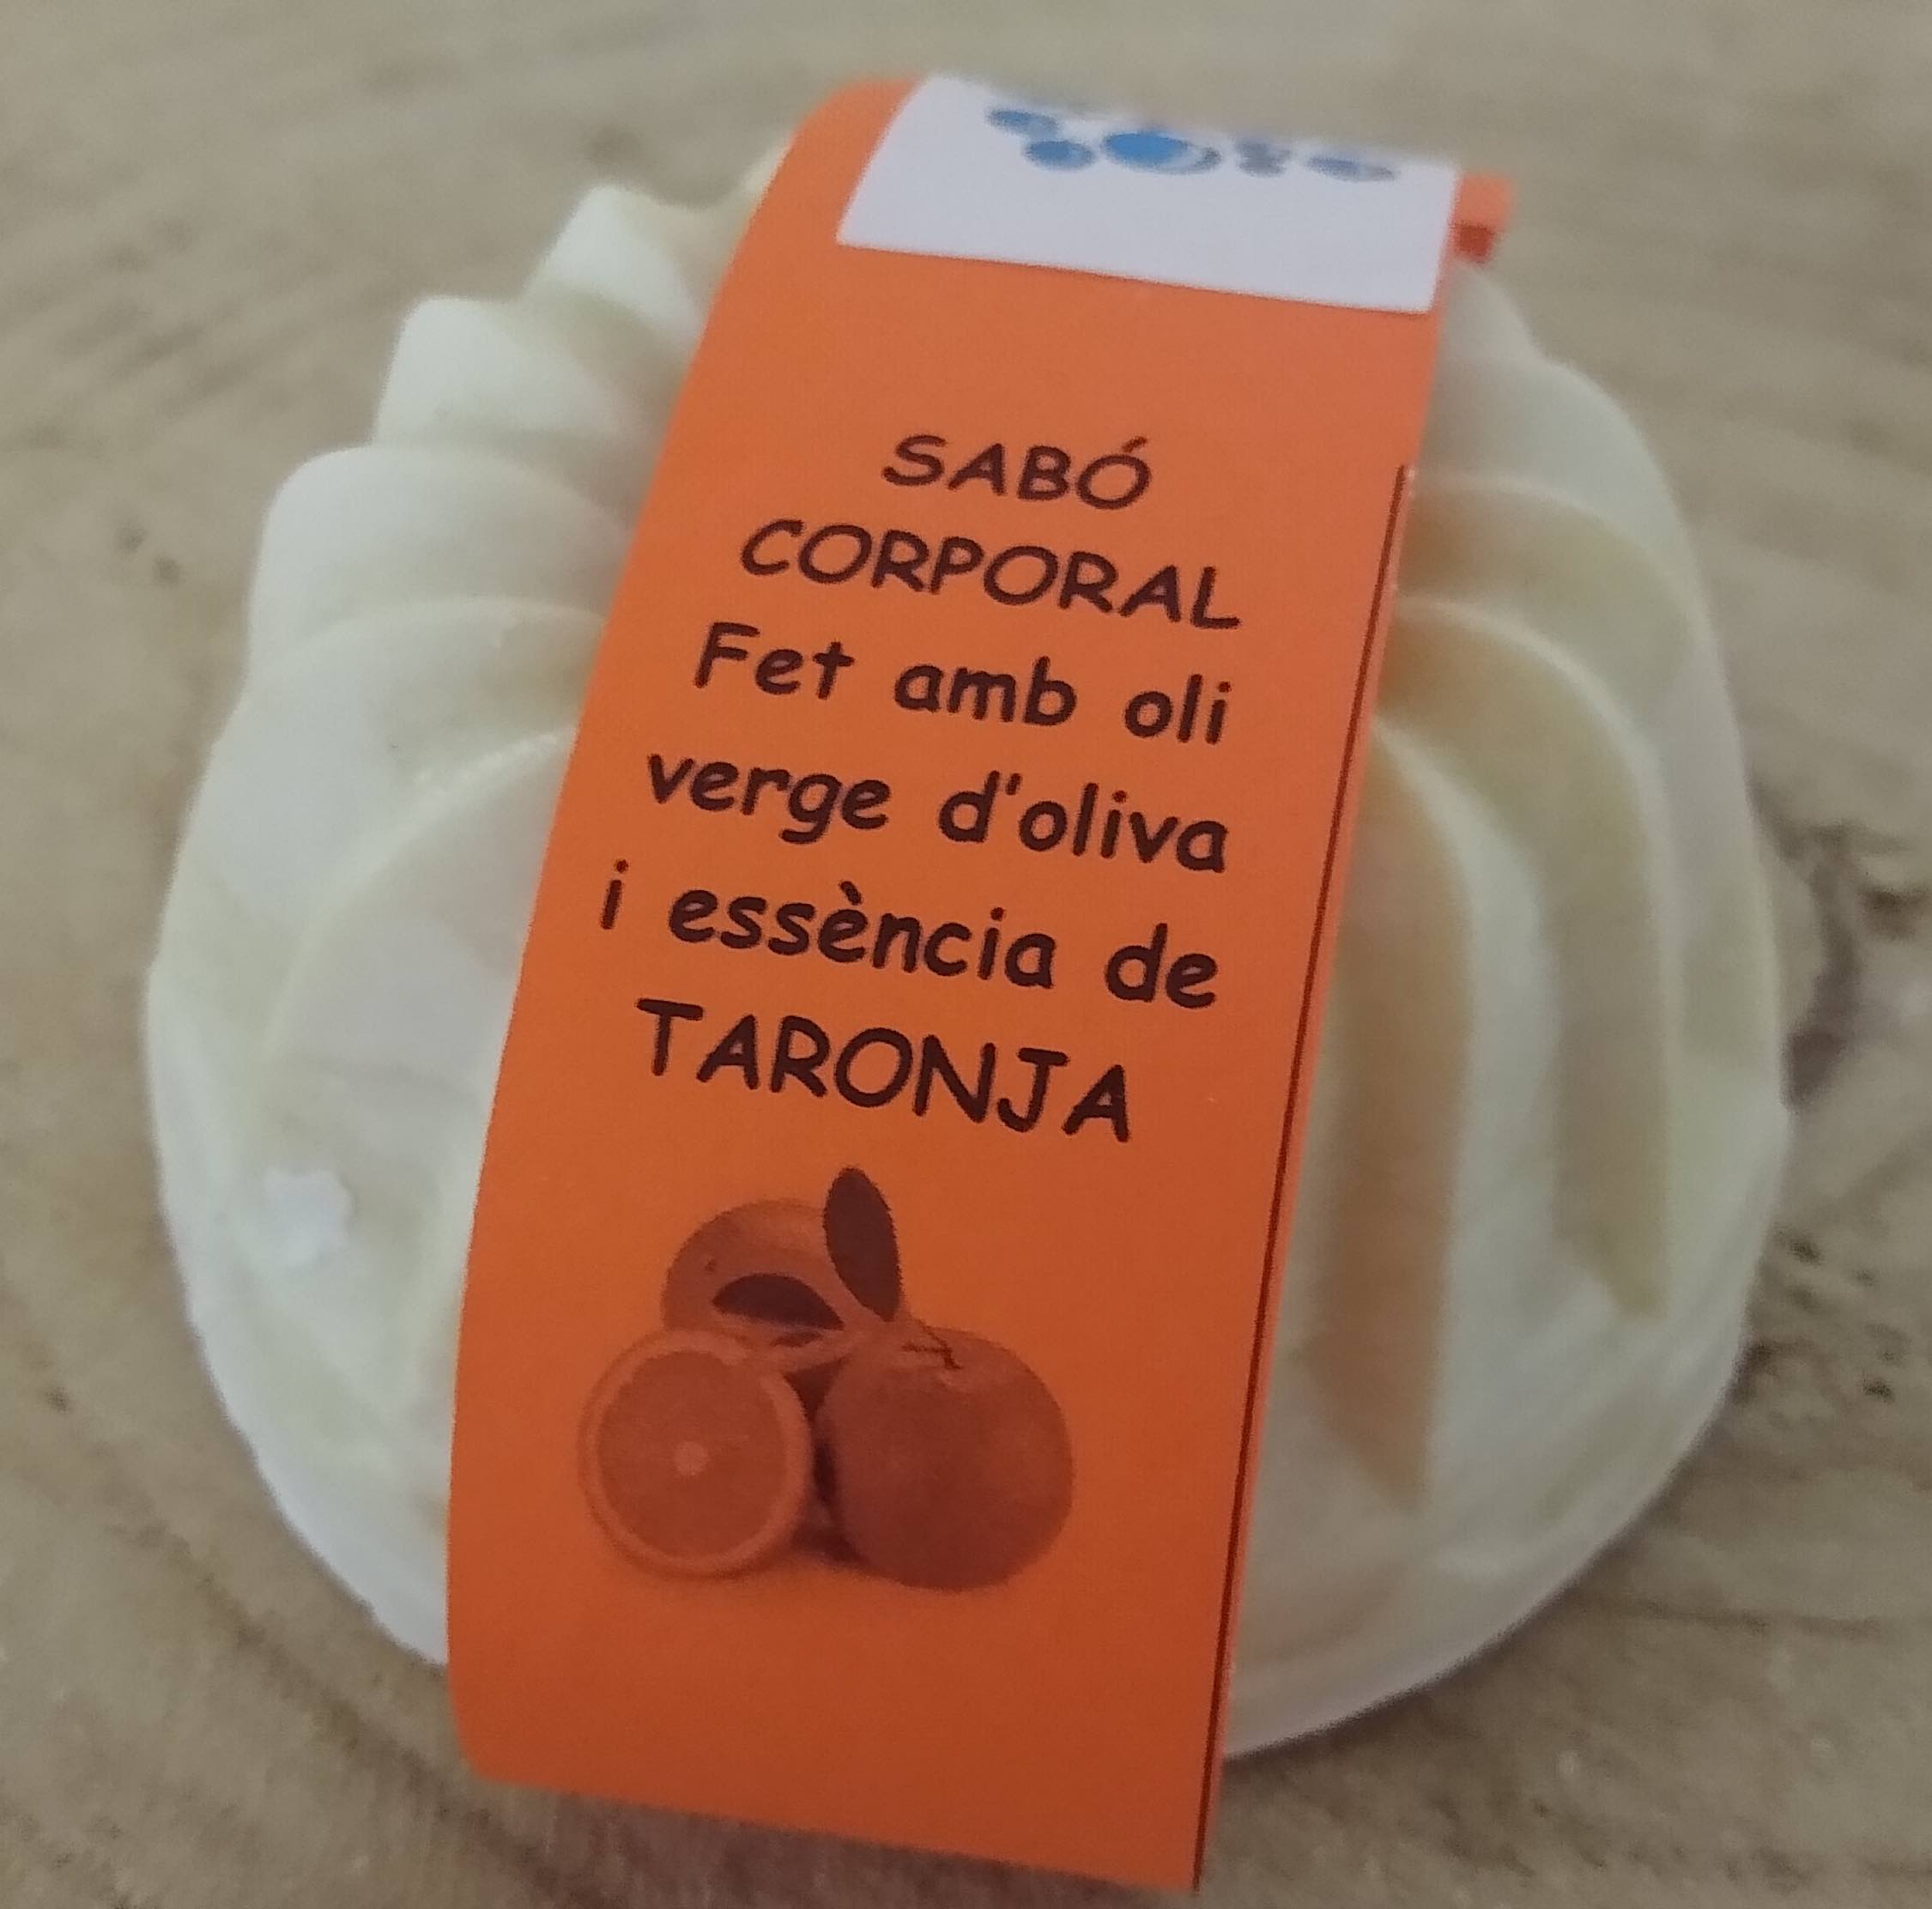 SABÓ
CORPORAL
Fet amb oli
verge d'oliva
i essència de
TARONJA